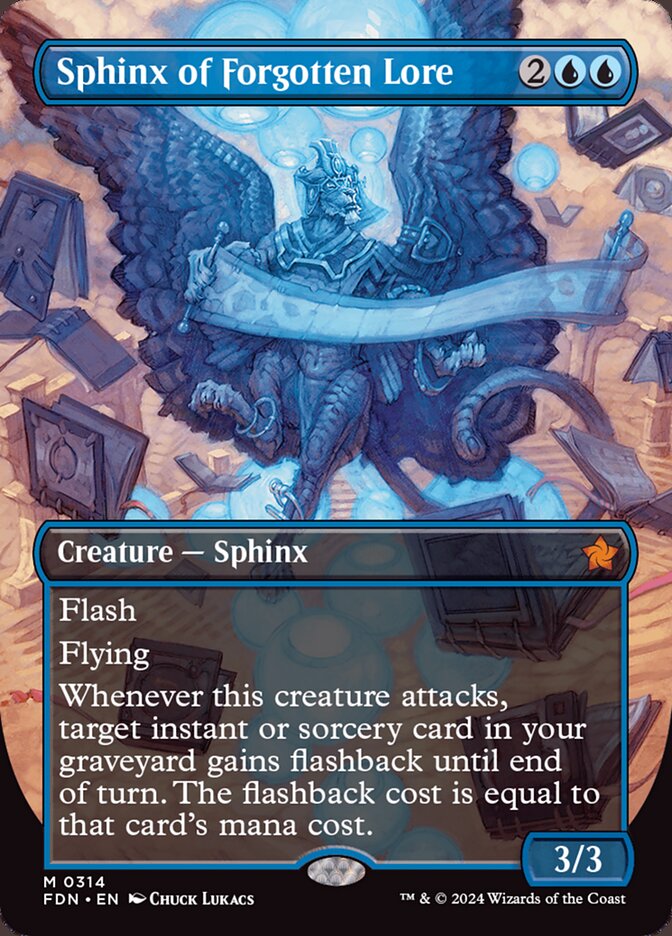 Sphinx of Forgotten Lore 2
Creature — Sphinx
Flash
Flying
Whenever this creature attacks,
target instant or sorcery card in your
graveyard gains flashback until end
of turn. The flashback cost is equal to
that card's mana cost.
3/3
M 0314
FDN • EN Chuck Lukacs
™ & © 2024 Wizards of the Coast